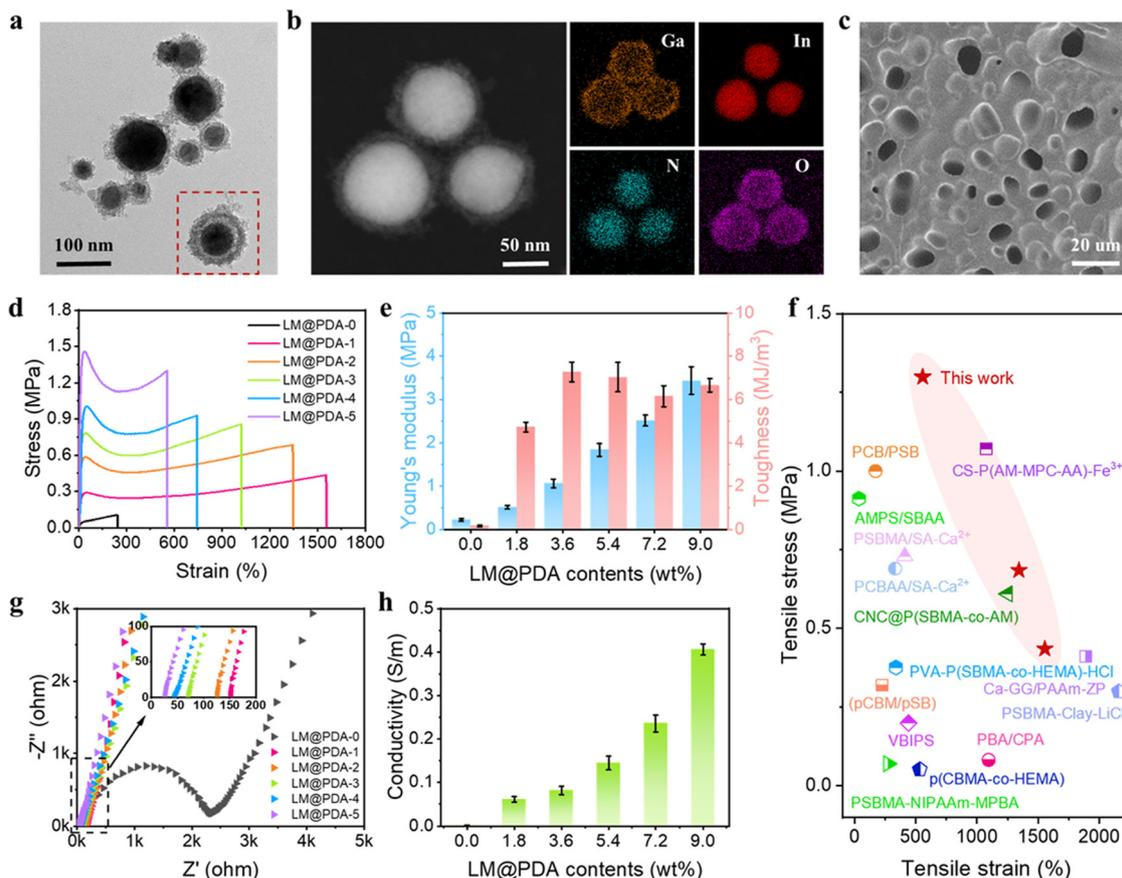 a
100 nm
b
50 nm
Ga
In
N
O
c
20 um
d
Stress (MPa)
1.8
1.5
1.2
0.9
0.6
0.3
0.0
LM@PDA-0
LM@PDA-1
LM@PDA-2
LM@PDA-3
LM@PDA-4
LM@PDA-5
0 300 600 900 1200 1500 1800
Strain (%)
e
Young's modulus (MPa)
5
4
3
2
1
0
10
8
6
4
2
0
Toughness (MJ/m³)
0.0 1.8 3.6 5.4 7.2 9.0
LM@PDA contents (wt%)
f
Tensile stress (MPa)
1.5
1.0
0.5
0.0
This work
PCB/PSB
CS-P(AM-MPC-AA)-Fe³⁺
AMPS/SBAA
PSBMA/SA-Ca²⁺
PCBAA/SA-Ca²⁺
CNC@P(SBMA-co-AM)
PVA-P(SBMA-co-HEMA)-HCl
Ca-GG/PAAm-ZP
(pCBM/pSB)
PSBMA-Clay-LiCl
VBIPS
PBA/CPA
p(CBMA-co-HEMA)
PSBMA-NIPAAm-MPBA
0 500 1000 1500 2000
Tensile strain (%)
g
-Z'' (ohm)
3k
2k
1k
0k
100
50
0
0 50 100 150 200
LM@PDA-0
LM@PDA-1
LM@PDA-2
LM@PDA-3
LM@PDA-4
LM@PDA-5
0k 1k 2k 3k 4k 5k
Z' (ohm)
h
Conductivity (S/m)
0.5
0.4
0.3
0.2
0.1
0.0
0.0 1.8 3.6 5.4 7.2 9.0
LM@PDA contents (wt%)